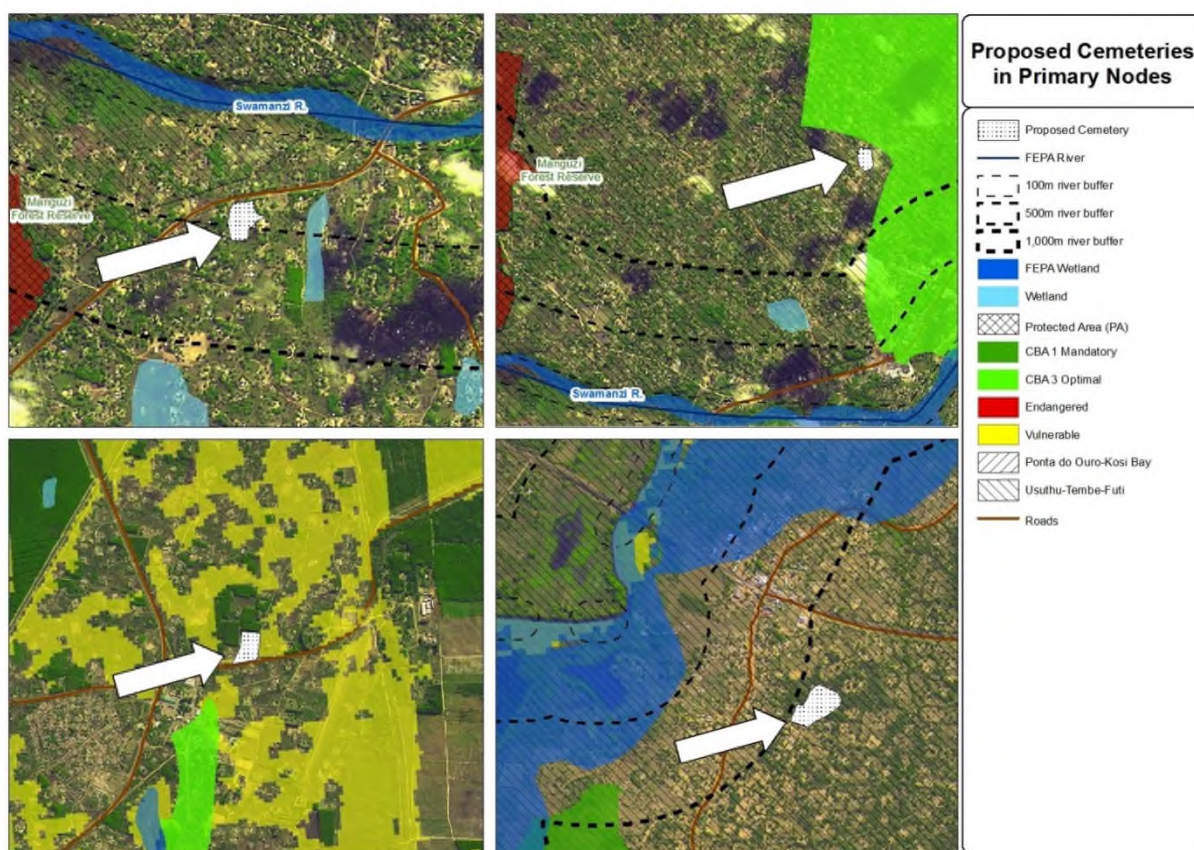 Swamanzi R.
Manguzi
Forest Reserve
Manguzi
Forest Reserve
Swamanzi R.
Proposed Cemeteries
in Primary Nodes
Proposed Cemetery
FEPA River
100m river buffer
500m river buffer
1,000m river buffer
FEPA Wetland
Wetland
Protected Area (PA)
CBA 1 Mandatory
CBA 3 Optimal
Endangered
Vulnerable
Ponta do Ouro-Kosi Bay
Usuthu-Tembe-Futi
Roads